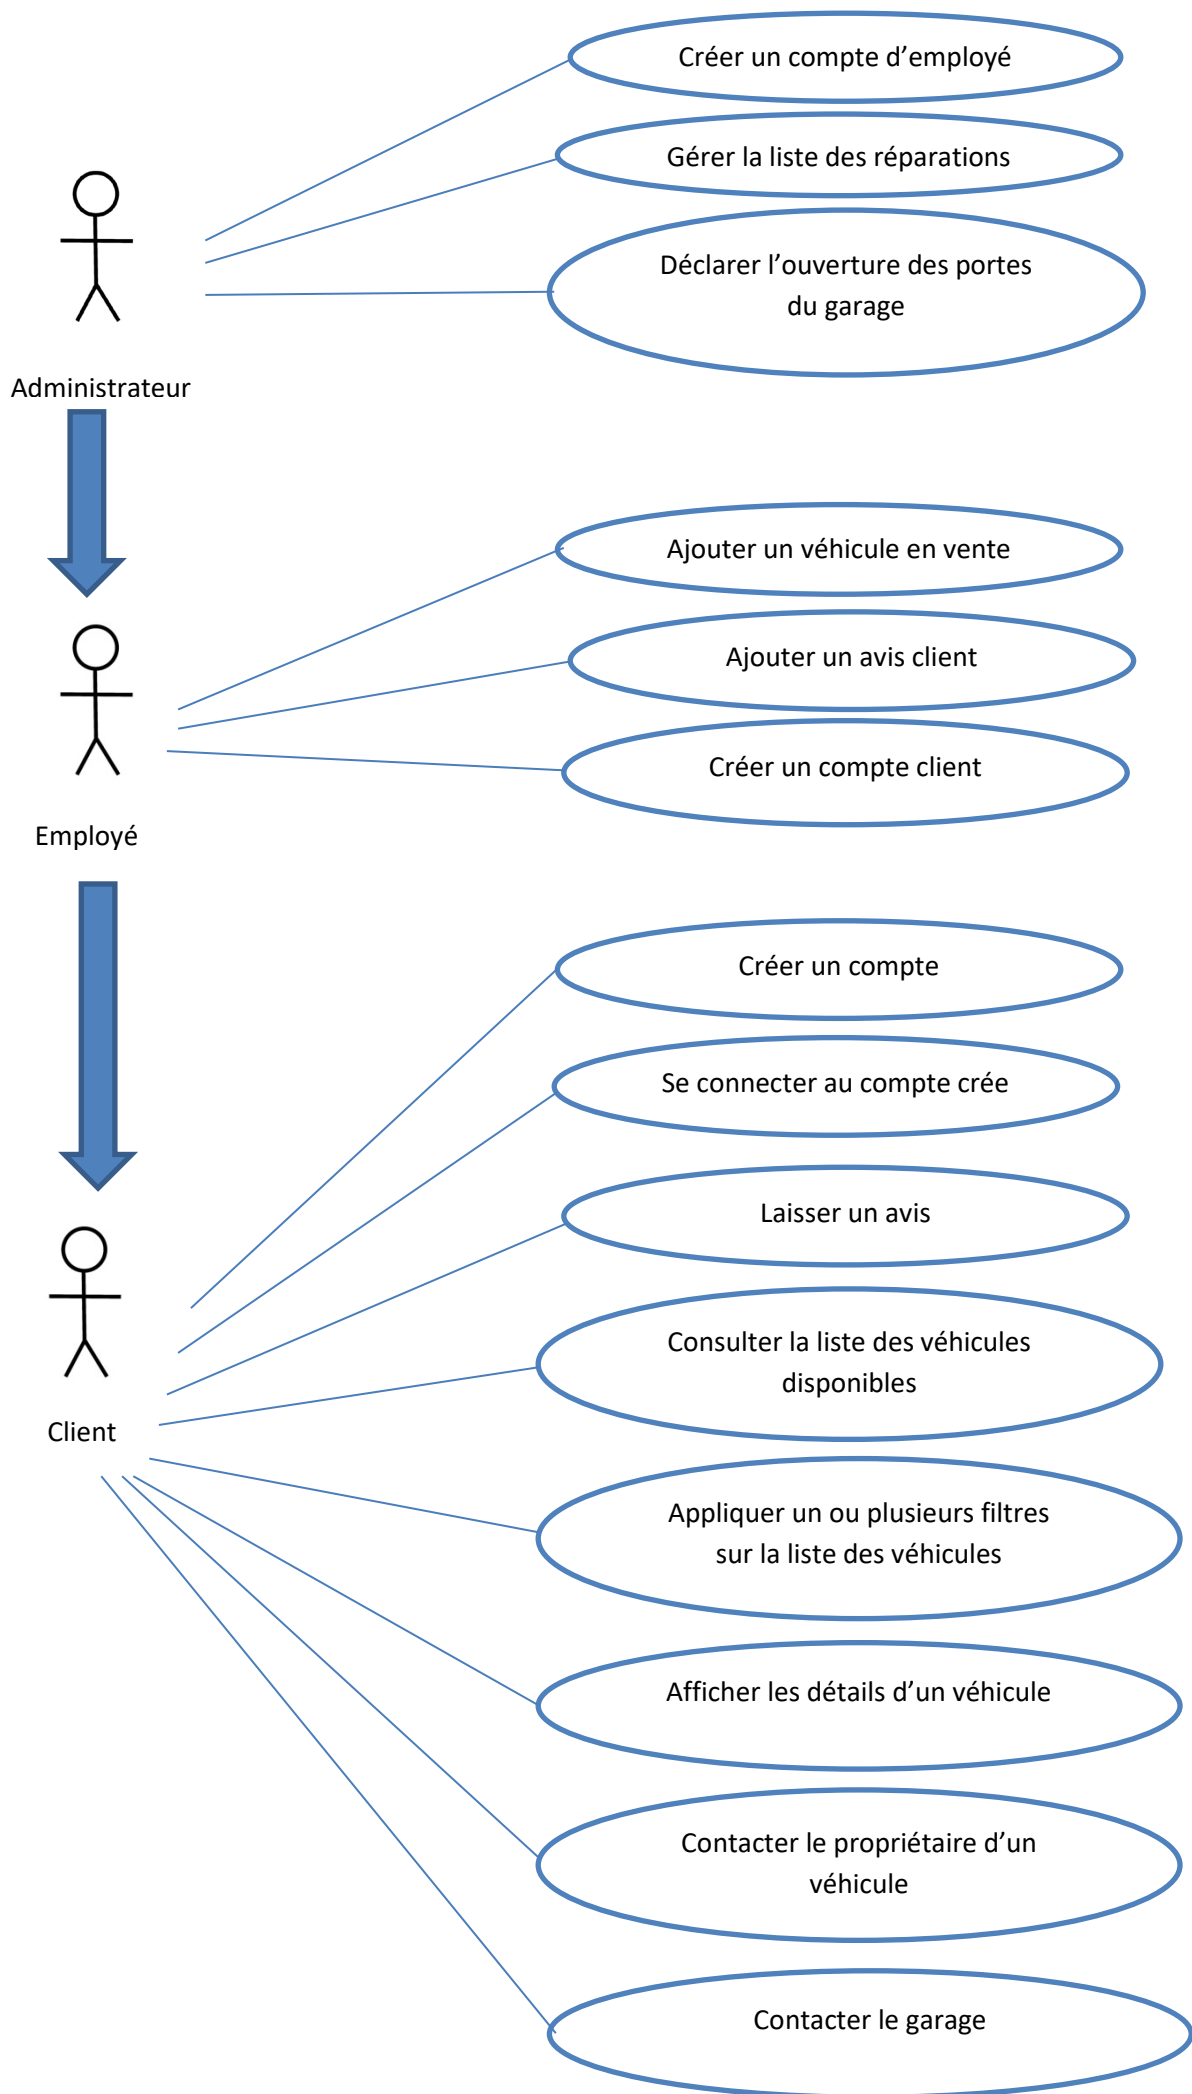 Créer un compte d’employé
Gérer la liste des réparations
Déclarer l’ouverture des portes
du garage
Administrateur
Ajouter un véhicule en vente
Ajouter un avis client
Créer un compte client
Employé
Créer un compte
Se connecter au compte crée
Laisser un avis
Consulter la liste des véhicules
disponibles
Client
Appliquer un ou plusieurs filtres
sur la liste des véhicules
Afficher les détails d’un véhicule
Contacter le propriétaire d’un
véhicule
Contacter le garage